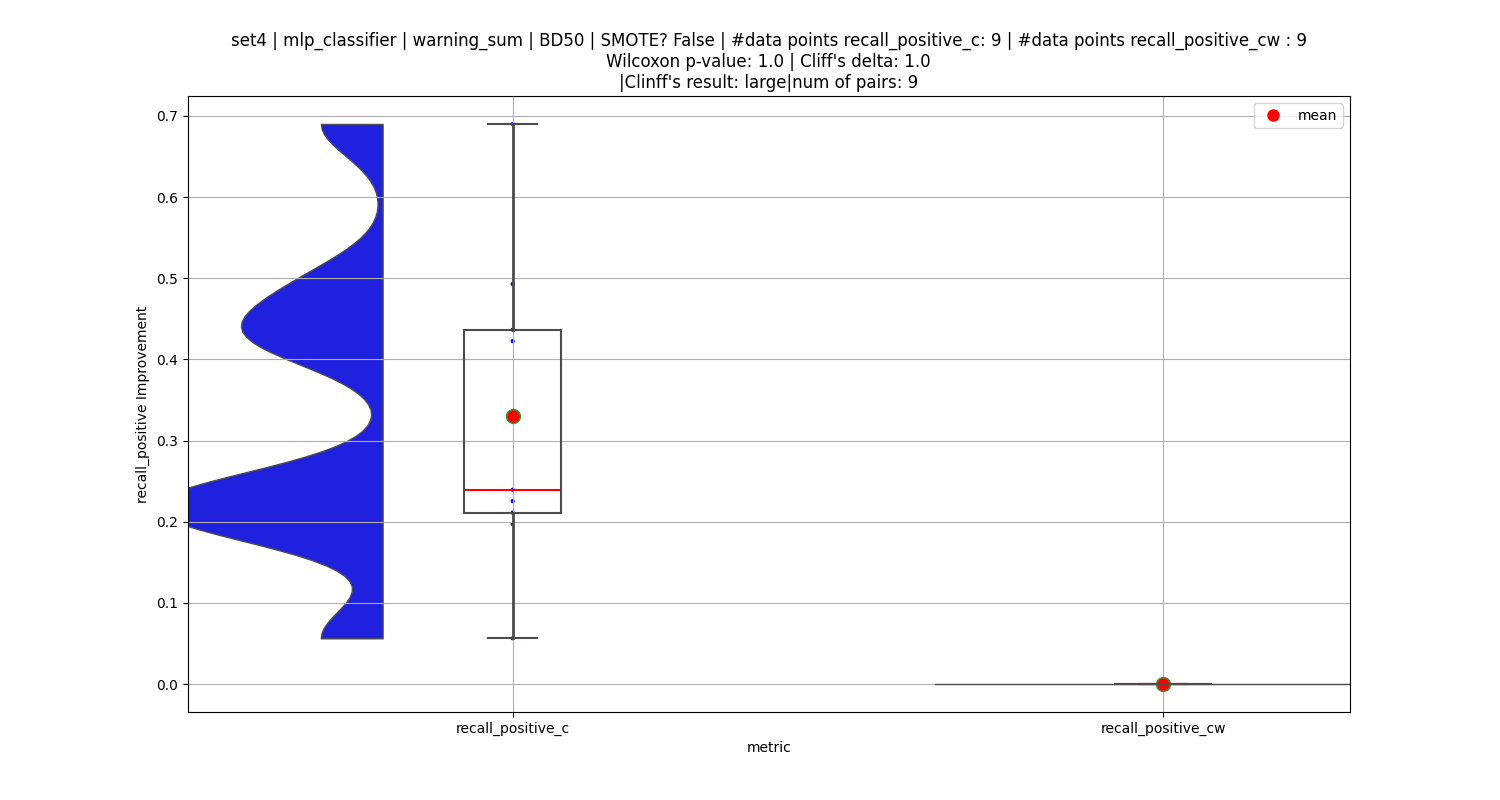 set4 | mlp_classifier | warning_sum | BD50 | SMOTE? False | #data points recall_positive_c: 9 | #data points recall_positive_cw : 9
Wilcoxon p-value: 1.0 | Cliff's delta: 1.0
|Clinff's result: large|num of pairs: 9
mean
0.7
0.6
0.5
0.4
0.3
0.2
0.1
0.0
recall_positive Improvement
recall_positive_c
recall_positive_cw
metric